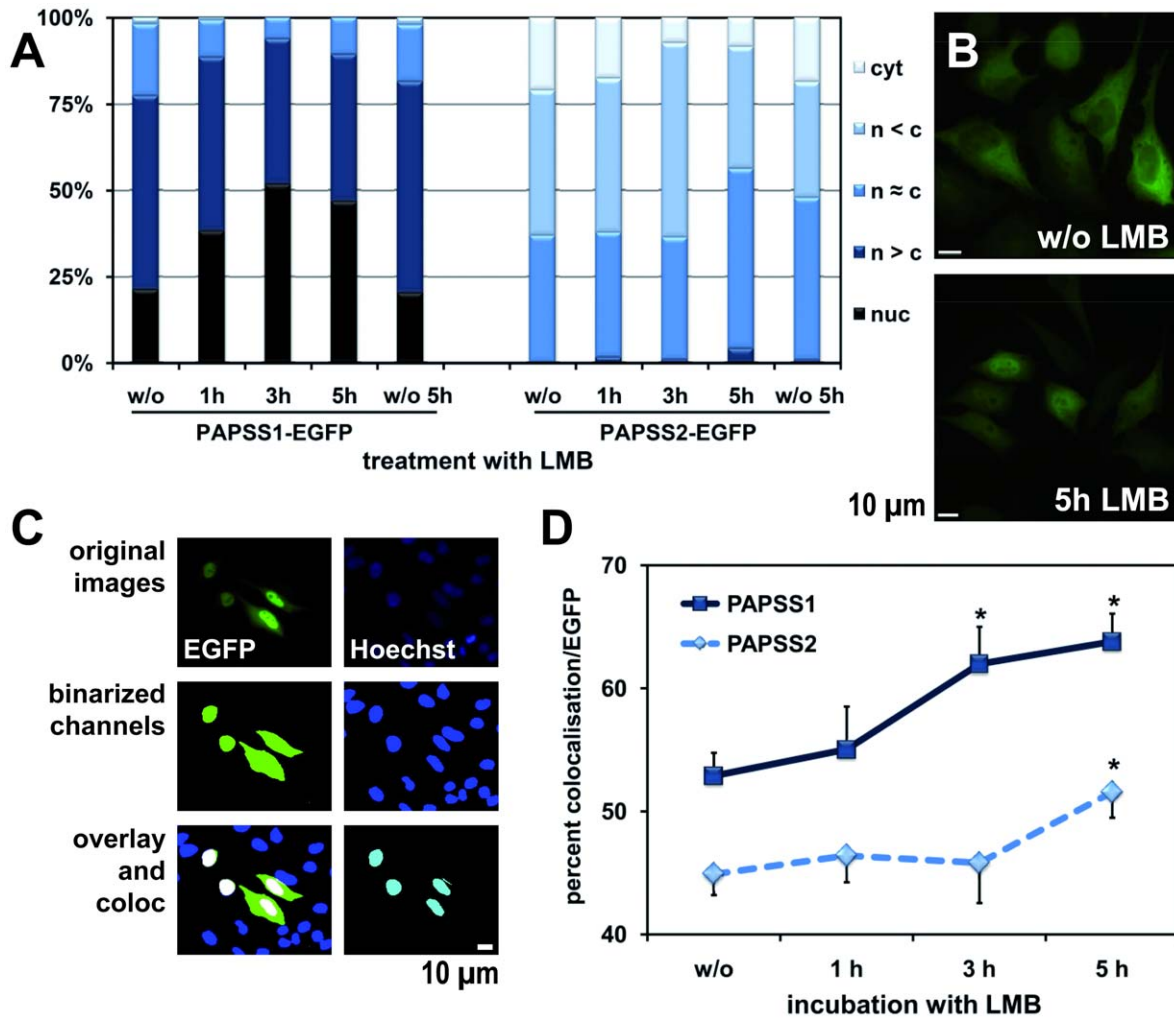 A
100%
75%
50%
25%
0%
w/o 1h 3h 5h w/o 5h
PAPSS1-EGFP
w/o 1h 3h 5h w/o 5h
PAPSS2-EGFP
treatment with LMB
cyt
n < c
n ≈ c
n > c
nuc
B
w/o LMB
5h LMB
10 µm
C
original
images
EGFP
Hoechst
binarized
channels
overlay
and
coloc
10 µm
D
percent colocalisation/EGFP
70
60
50
40
PAPSS1
PAPSS2
*
*
*
w/o 1 h 3 h 5 h
incubation with LMB